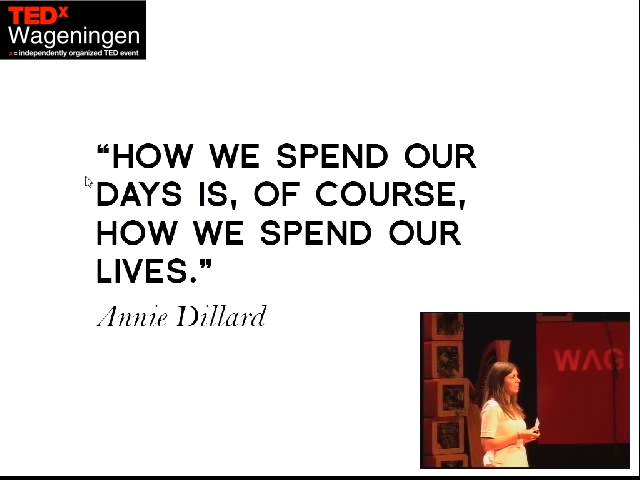 TEDx
Wageningen
x = independently organized TED event
“HOW WE SPEND OUR
DAYS IS, OF COURSE,
HOW WE SPEND OUR
LIVES.”
Annie Dillard
WAG